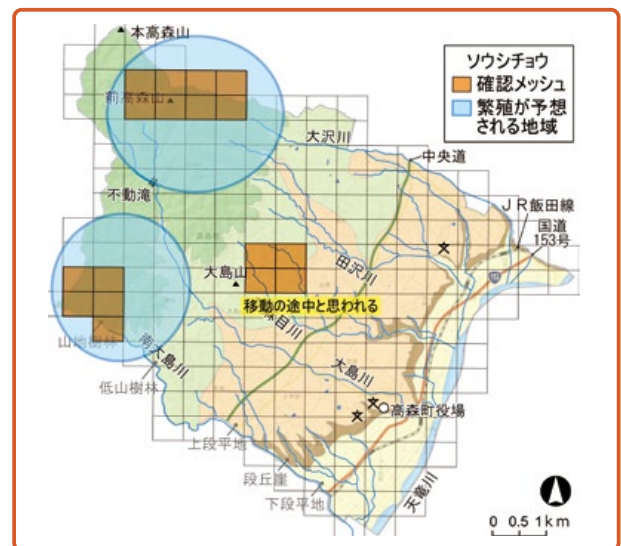 本高森山
前高森山
ソウシチョウ
確認メッシュ
繁殖が予想
される地域
大沢川
中央道
不動滝
JR飯田線
国道
153号
大島山
田沢川
移動の途中と思われる
山地樹林
南大島川
大島川
低山樹林
高森町役場
上段平地
段丘崖
下段平地
天竜川
0 0.5 1km